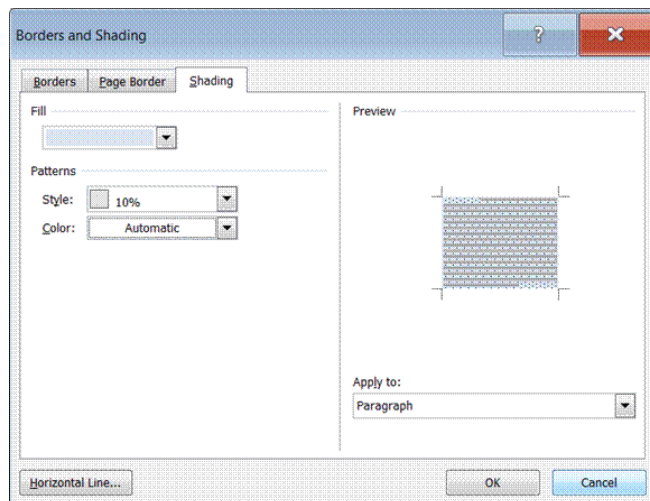 Borders and Shading
Borders Page Border Shading
Fill
Patterns
Style: 10%
Color: Automatic
Preview
Apply to:
Paragraph
Horizontal Line... OK Cancel